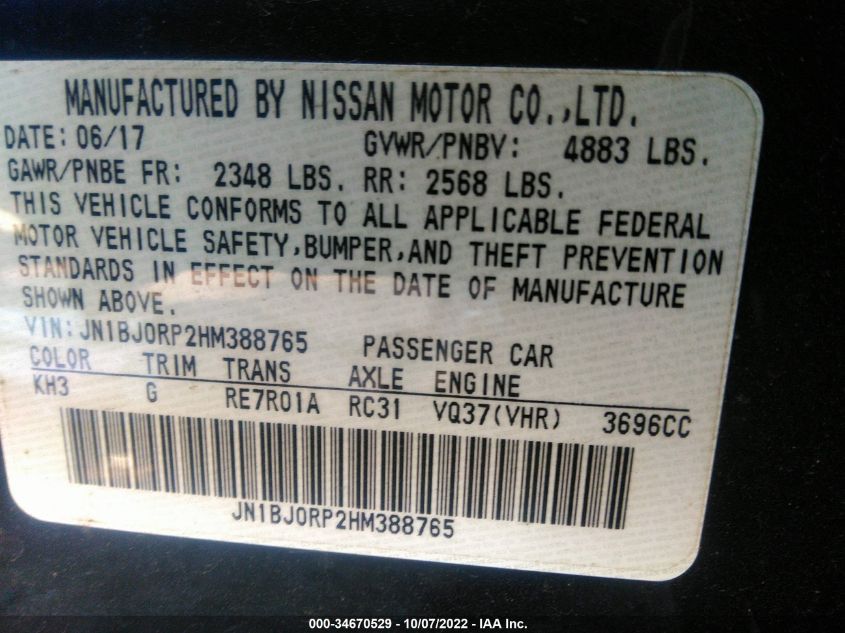 MANUFACTURED BY NISSAN MOTOR CO.,LTD.
DATE: 06/17 GVWR/PNBV: 4883 LBS.
GAWR/PNBE FR: 2348 LBS. RR: 2568 LBS.
THIS VEHICLE CONFORMS TO ALL APPLICABLE FEDERAL
MOTOR VEHICLE SAFETY,BUMPER,AND THEFT PREVENTION
STANDARDS IN EFFECT ON THE DATE OF MANUFACTURE
SHOWN ABOVE.
VIN:JN1BJ0RP2HM388765 PASSENGER CAR
COLOR TRIM TRANS AXLE ENGINE
KH3 G RE7R01A RC31 VQ37(VHR) 3696CC
JN1BJ0RP2HM388765
000-34670529 - 10/07/2022 - IAA Inc.